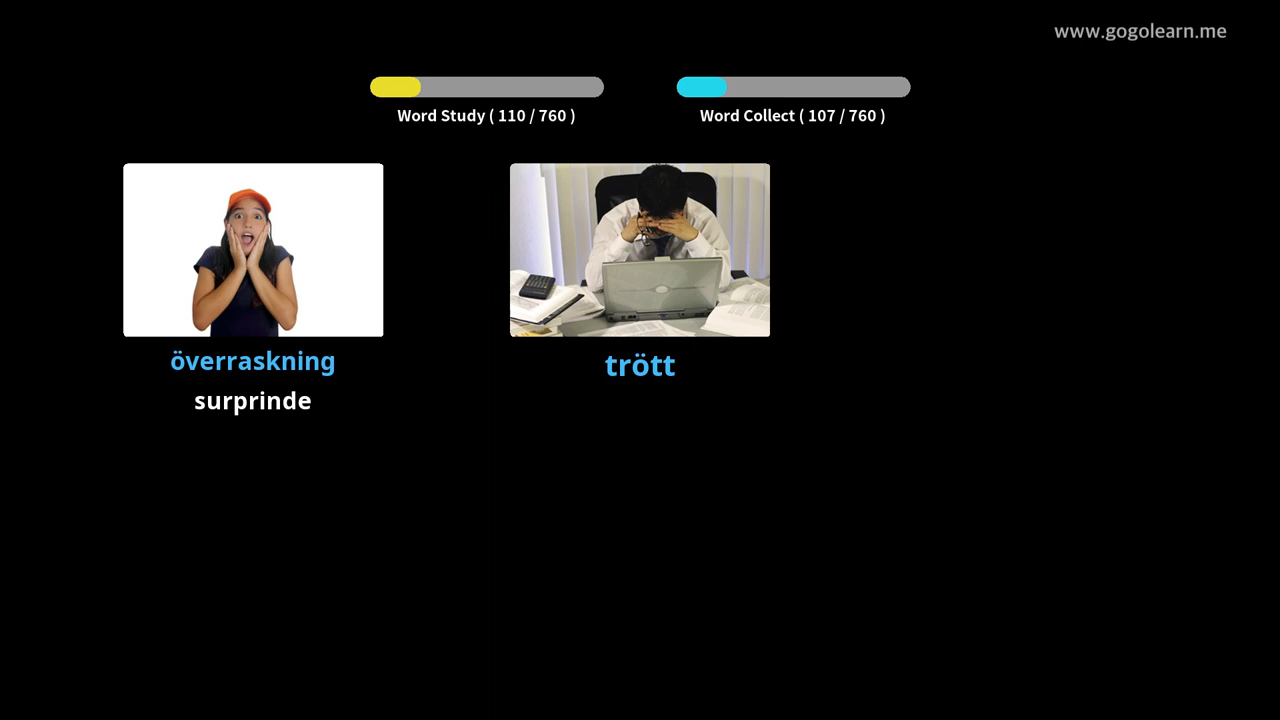 www.gogolearn.me
Word Study ( 110 / 760 )
Word Collect ( 107 / 760 )
överraskning
surprinde
trött